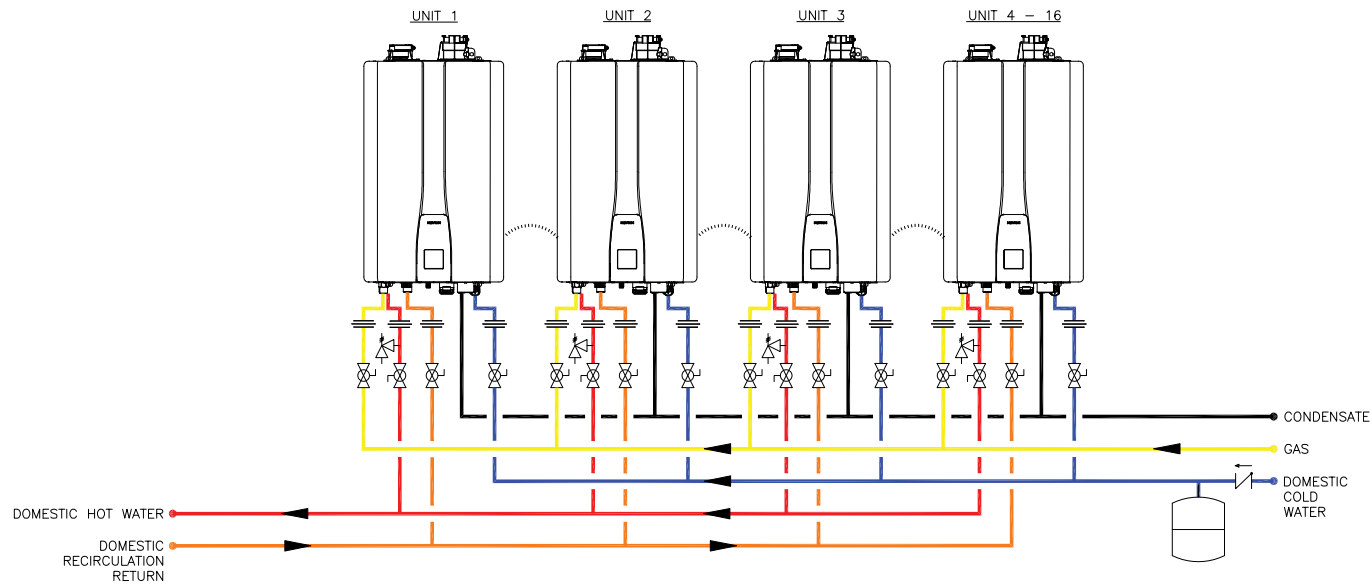 UNIT 1
UNIT 2
UNIT 3
UNIT 4 - 16
CONDENSATE
GAS
DOMESTIC
COLD
WATER
DOMESTIC HOT WATER
DOMESTIC
RECIRCULATION
RETURN